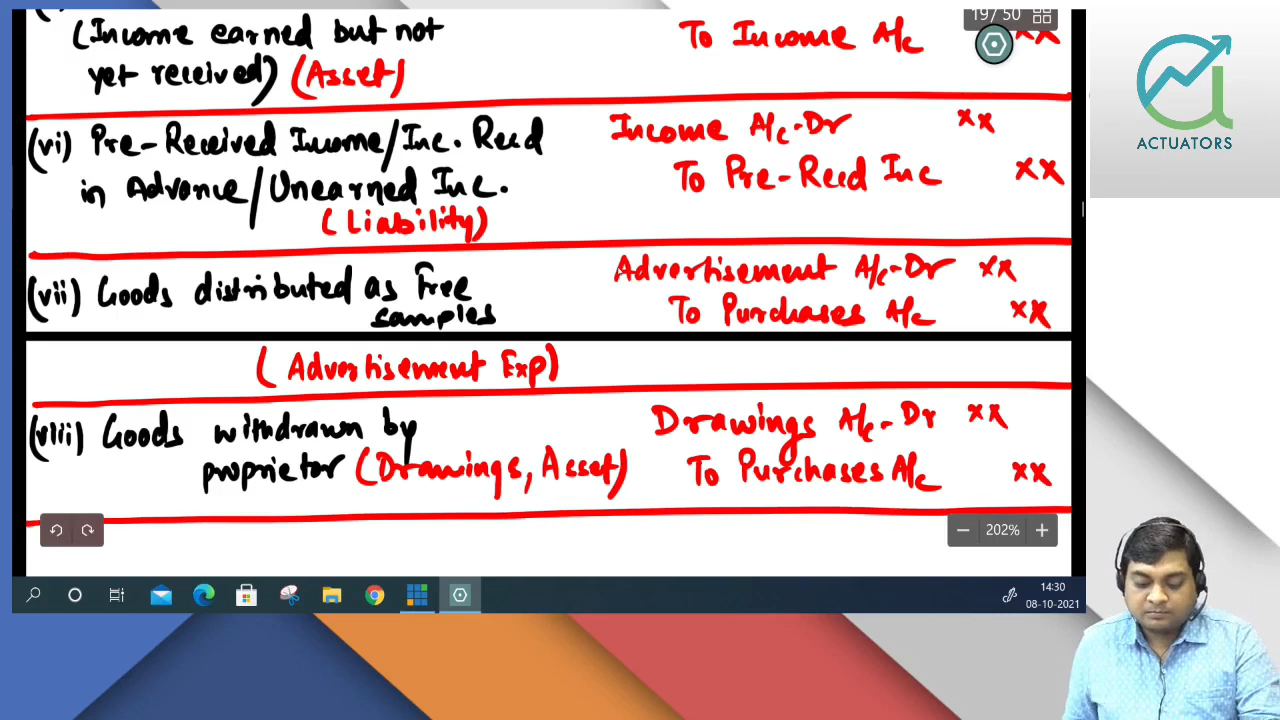 19 / 50
(Income earned but not
To Income A/c
xx
yet received) (Asset)
(vi) Pre-Received Income/Inc. Recd
Income A/c-Dr xx
in Advance/Unearned Inc.
To Pre-Recd Inc xx
(Liability)
(vii) Goods distributed as Free
samples
Advertisement A/c-Dr xx
To Purchases A/c xx
(Advertisement Exp)
(viii) Goods withdrawn by
Drawings A/c-Dr xx
proprietor (Drawings, Asset)
To Purchases A/c xx
202%
14:30
08-10-2021
ACTUATORS